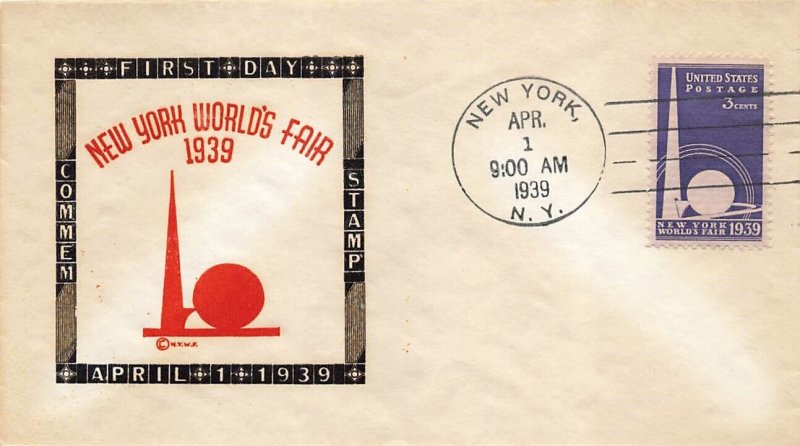 FIRST DAY
COMMEM
STAMP
NEW YORK WORLD'S FAIR
1939
© N.Y.W.F.
APRIL 1 1939
NEW YORK,
APR.
1
9:00 AM
1939
N. Y.
UNITED STATES
POSTAGE
3 CENTS
NEW YORK
WORLD'S FAIR 1939